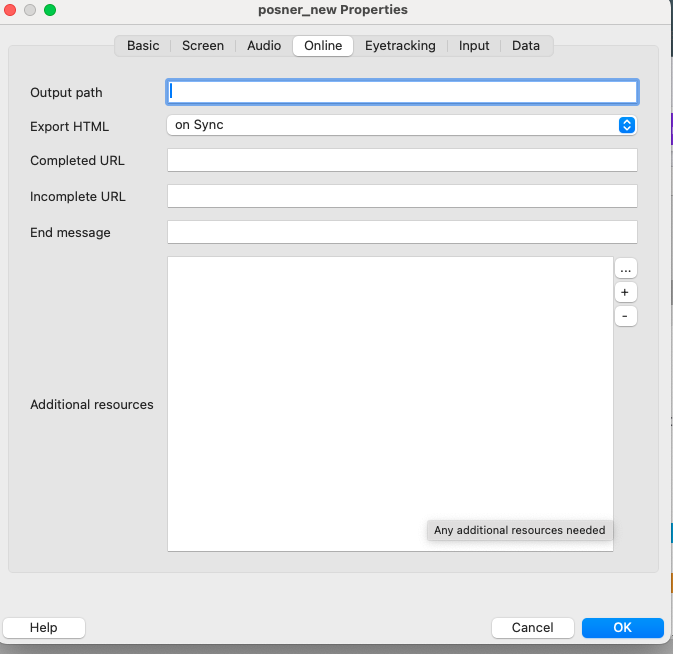 posner_new Properties
Basic Screen Audio Online Eyetracking Input Data
Output path
Export HTML on Sync
Completed URL
Incomplete URL
End message
...
+
-
Additional resources
Any additional resources needed
Help Cancel OK